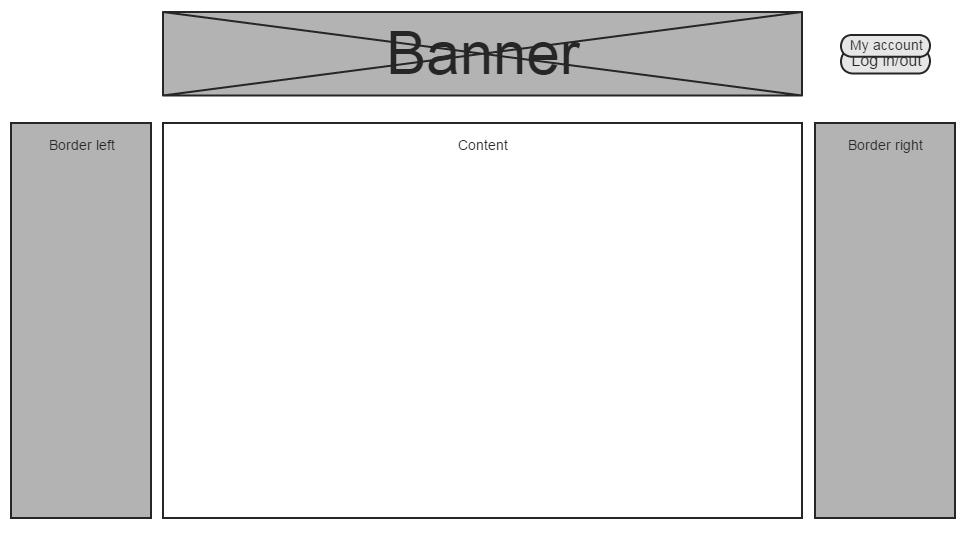 Banner
My account
Log in/out
Border left
Content
Border right